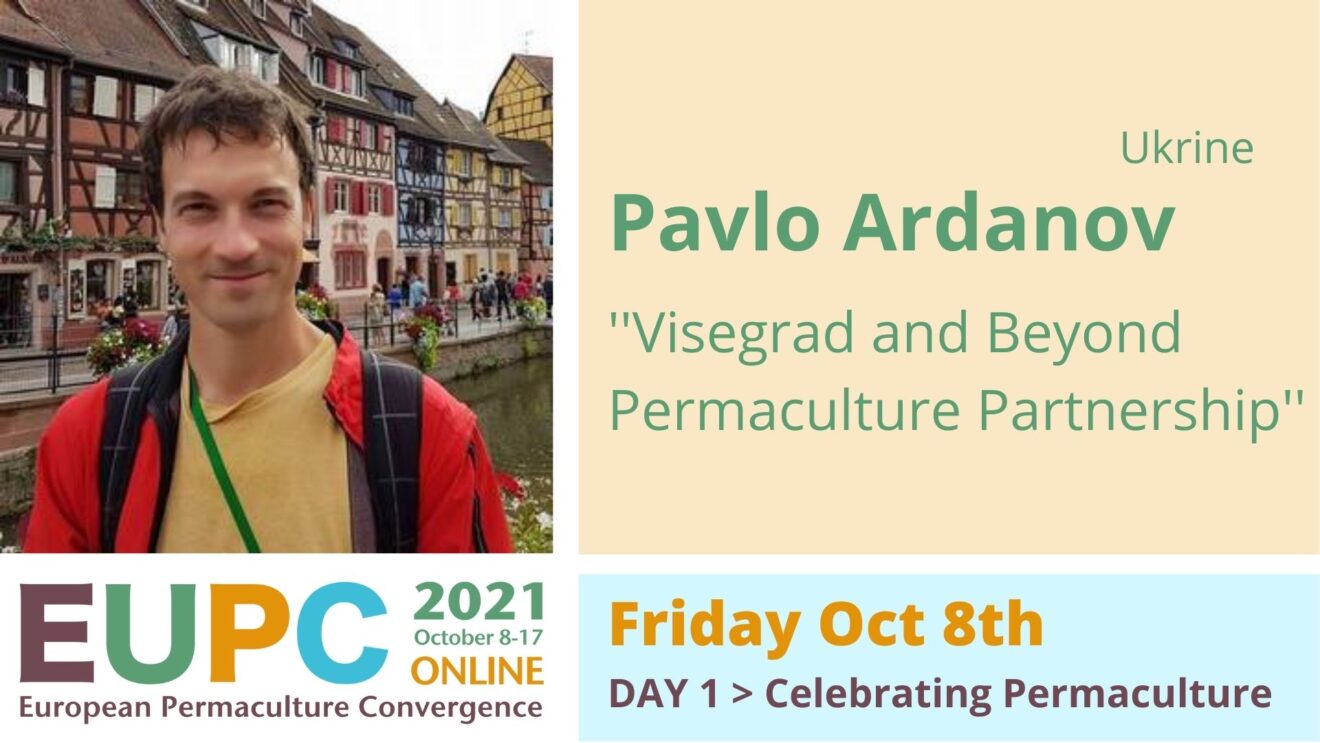 Ukrine
Pavlo Ardanov
''Visegrad and Beyond
Permaculture Partnership''
EUPC
2021
October 8-17
ONLINE
European Permaculture Convergence
Friday Oct 8th
DAY 1 > Celebrating Permaculture